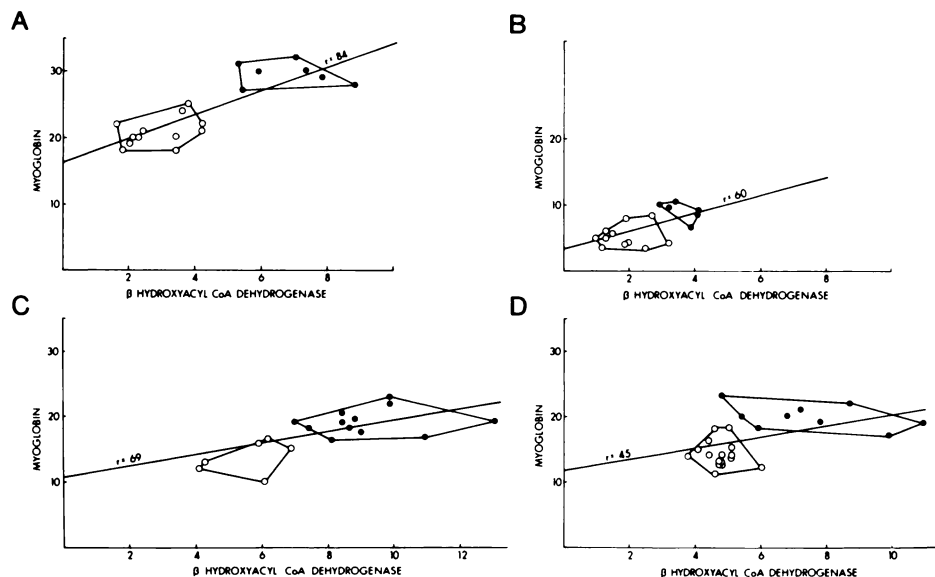 A
MYOGLOBIN
30
20
10
r= 84
2 4 6 8
β HYDROXYACYL CoA DEHYDROGENASE
B
MYOGLOBIN
20
10
r= 60
2 4 6 8
β HYDROXYACYL CoA DEHYDROGENASE
C
MYOGLOBIN
30
20
10
r= 69
2 4 6 8 10 12
β HYDROXYACYL CoA DEHYDROGENASE
D
MYOGLOBIN
30
20
10
r= 45
2 4 6 8 10
β HYDROXYACYL CoA DEHYDROGENASE